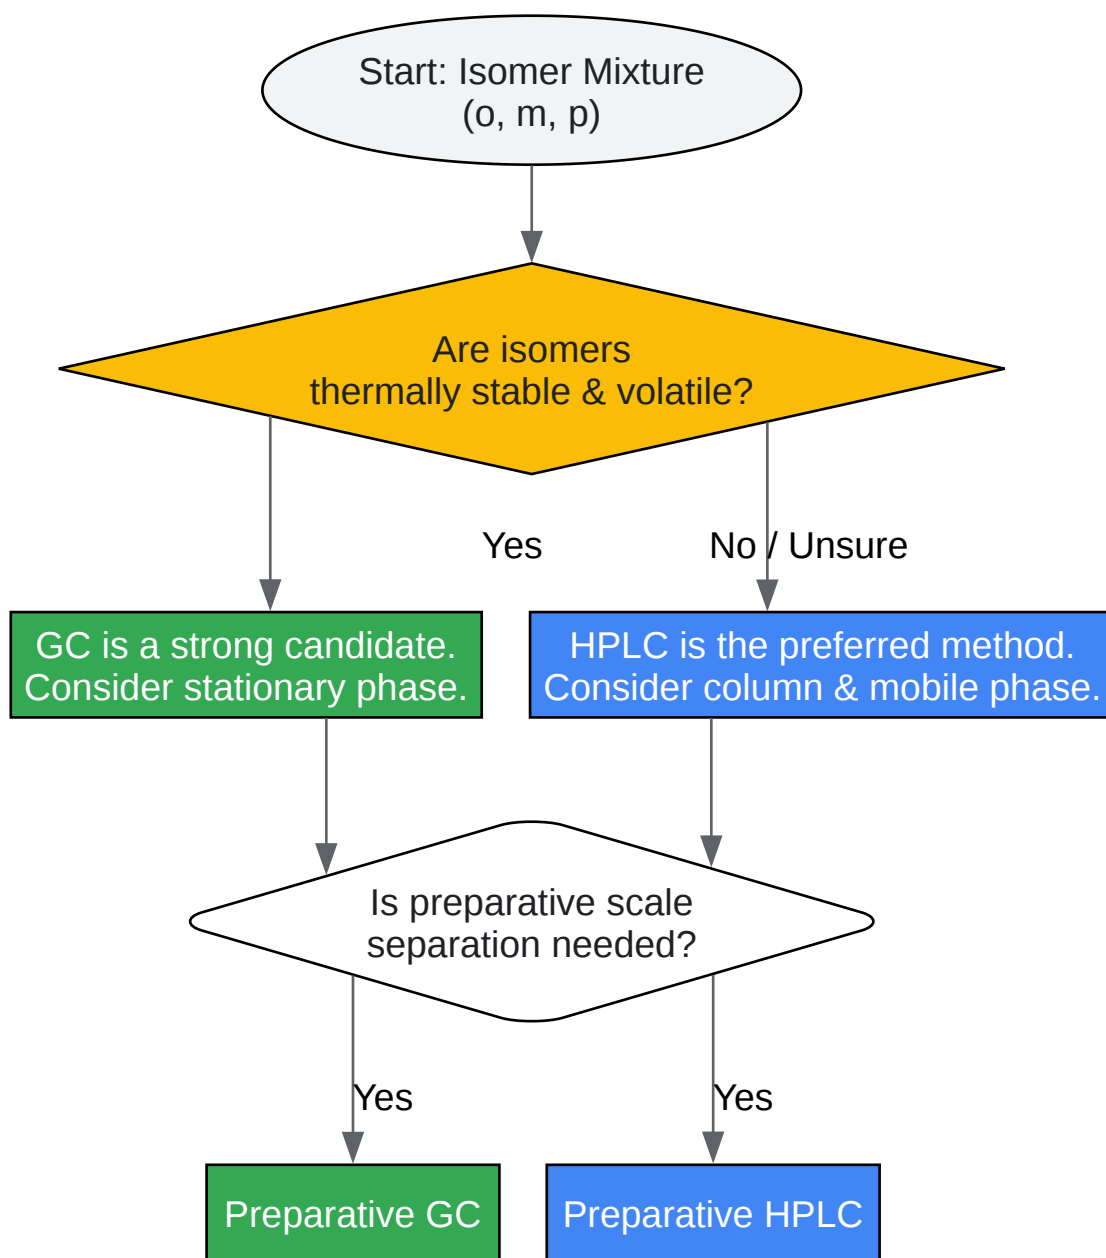 Start: Isomer Mixture
(o, m, p)
Are isomers
thermally stable & volatile?
Yes
No / Unsure
GC is a strong candidate.
Consider stationary phase.
HPLC is the preferred method.
Consider column & mobile phase.
Is preparative scale
separation needed?
Yes
Yes
Preparative GC
Preparative HPLC